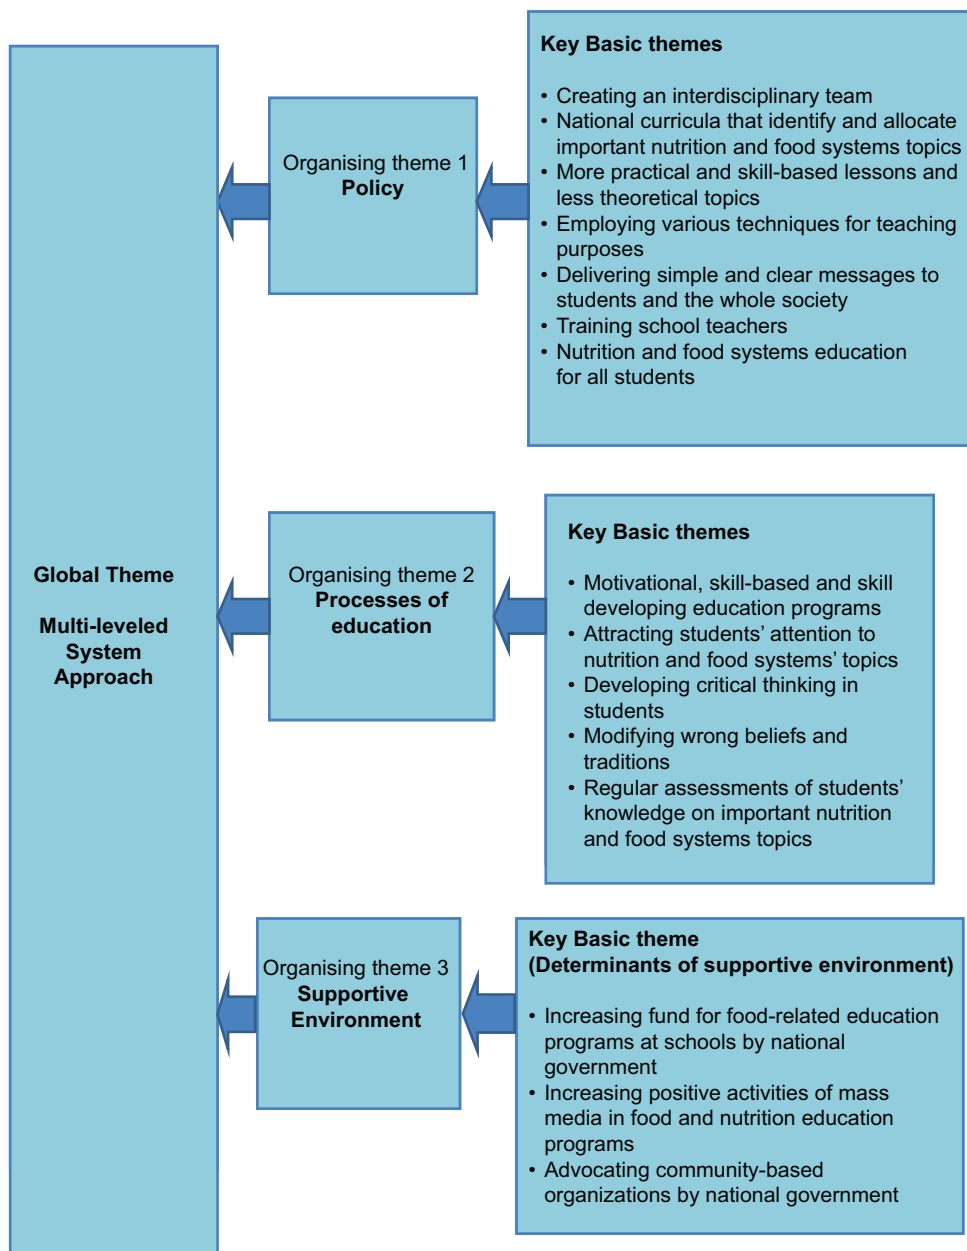 Global Theme
Multi-leveled
System
Approach
Organising theme 1
Policy
Key Basic themes
• Creating an interdisciplinary team
• National curricula that identify and allocate
important nutrition and food systems topics
• More practical and skill-based lessons and
less theoretical topics
• Employing various techniques for teaching
purposes
• Delivering simple and clear messages to
students and the whole society
• Training school teachers
• Nutrition and food systems education
for all students
Organising theme 2
Processes of
education
Key Basic themes
• Motivational, skill-based and skill
developing education programs
• Attracting students’ attention to
nutrition and food systems’ topics
• Developing critical thinking in
students
• Modifying wrong beliefs and
traditions
• Regular assessments of students’
knowledge on important nutrition
and food systems topics
Organising theme 3
Supportive
Environment
Key Basic theme
(Determinants of supportive environment)
• Increasing fund for food-related education
programs at schools by national
government
• Increasing positive activities of mass
media in food and nutrition education
programs
• Advocating community-based
organizations by national government